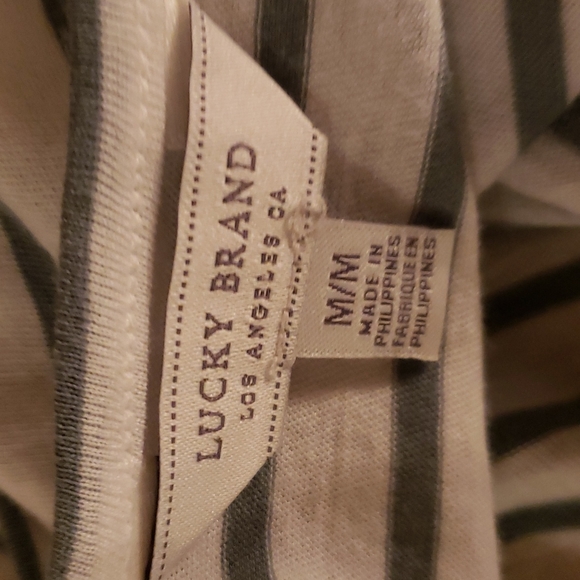 LUCKY BRAND
LOS ANGELES CA
M/M
MADE IN
PHILIPPINES
FABRIQUE EN
PHILIPPINES